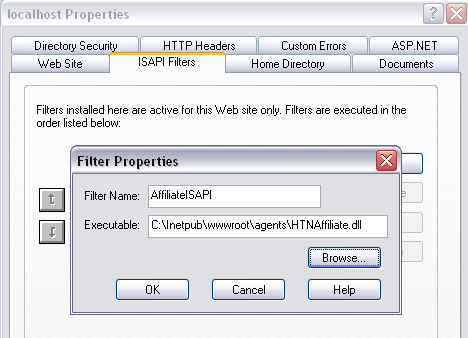 localhost Properties
Directory Security
HTTP Headers
Custom Errors
ASP.NET
Web Site
ISAPI Filters
Home Directory
Documents
Filters installed here are active for this Web site only. Filters are executed in the
order listed below:
Filter Properties
Filter Name:
AffiliateISAPI
Executable:
C:\Inetpub\wwwroot\agents\HTNAffiliate.dll
Browse...
OK
Cancel
Help